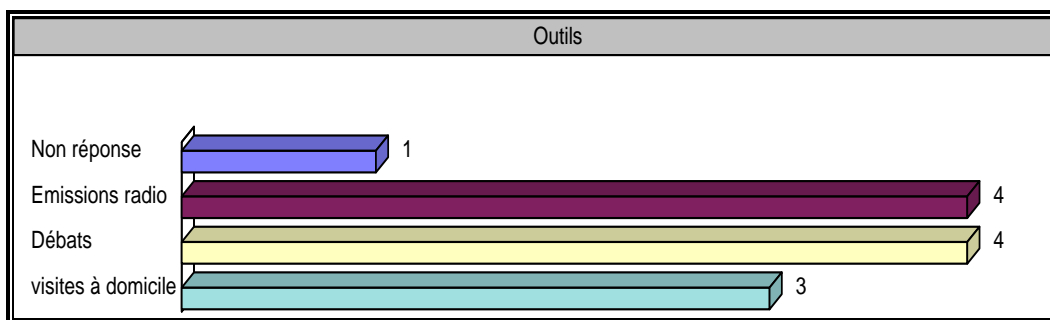 Outils
Non réponse 1
Emissions radio 4
Débats 4
visites à domicile 3